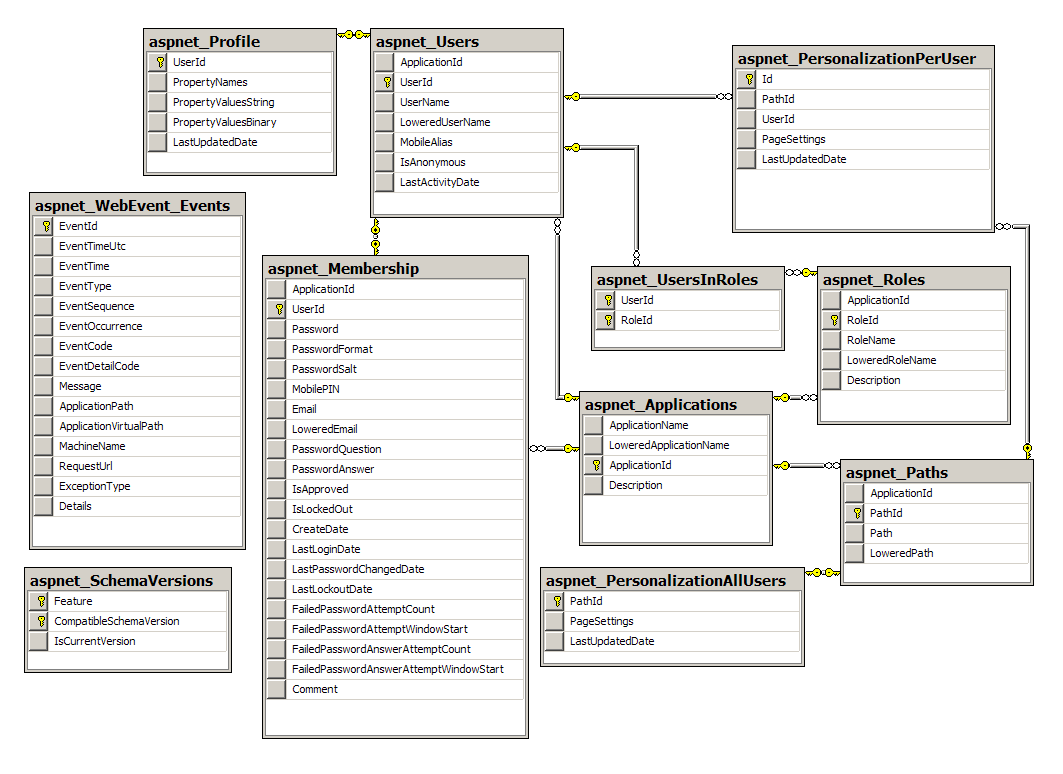 aspnet_Profile
UserId
PropertyNames
PropertyValuesString
PropertyValuesBinary
LastUpdatedDate
aspnet_Users
ApplicationId
UserId
UserName
LoweredUserName
MobileAlias
IsAnonymous
LastActivityDate
aspnet_PersonalizationPerUser
Id
PathId
UserId
PageSettings
LastUpdatedDate
aspnet_WebEvent_Events
EventId
EventTimeUtc
EventTime
EventType
EventSequence
EventOccurrence
EventCode
EventDetailCode
Message
ApplicationPath
ApplicationVirtualPath
MachineName
RequestUrl
ExceptionType
Details
aspnet_Membership
ApplicationId
UserId
Password
PasswordFormat
PasswordSalt
MobilePIN
Email
LoweredEmail
PasswordQuestion
PasswordAnswer
IsApproved
IsLockedOut
CreateDate
LastLoginDate
LastPasswordChangedDate
LastLockoutDate
FailedPasswordAttemptCount
FailedPasswordAttemptWindowStart
FailedPasswordAnswerAttemptCount
FailedPasswordAnswerAttemptWindowStart
Comment
aspnet_UsersInRoles
UserId
RoleId
aspnet_Roles
ApplicationId
RoleId
RoleName
LoweredRoleName
Description
aspnet_Applications
ApplicationName
LoweredApplicationName
ApplicationId
Description
aspnet_Paths
ApplicationId
PathId
Path
LoweredPath
aspnet_SchemaVersions
Feature
CompatibleSchemaVersion
IsCurrentVersion
aspnet_PersonalizationAllUsers
PathId
PageSettings
LastUpdatedDate